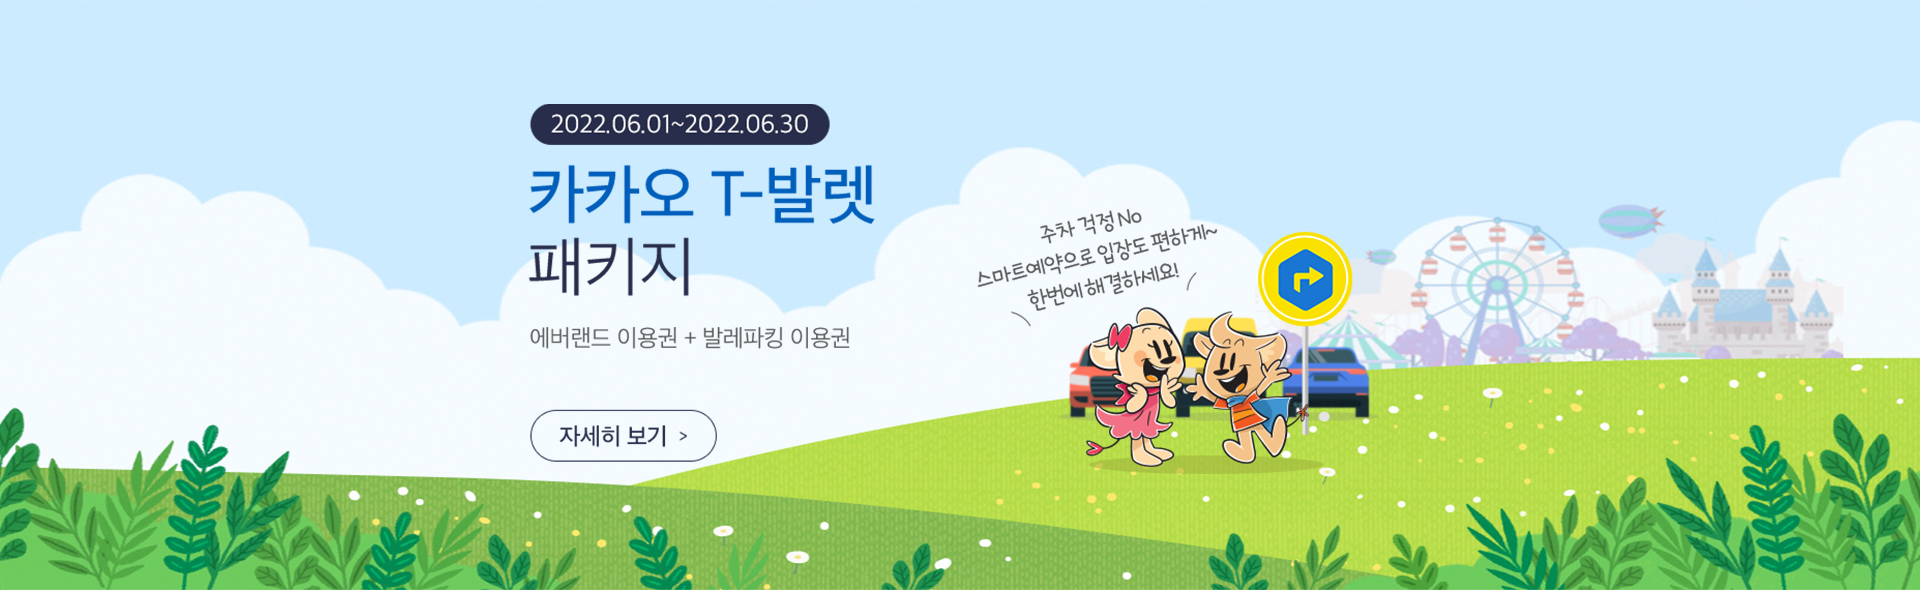 2022.06.01~2022.06.30
카카오 T-발렛
패키지
에버랜드 이용권 + 발레파킹 이용권
자세히 보기 >
주차 걱정 No
스마트예약으로 입장도 편하게~
한번에 해결하세요!